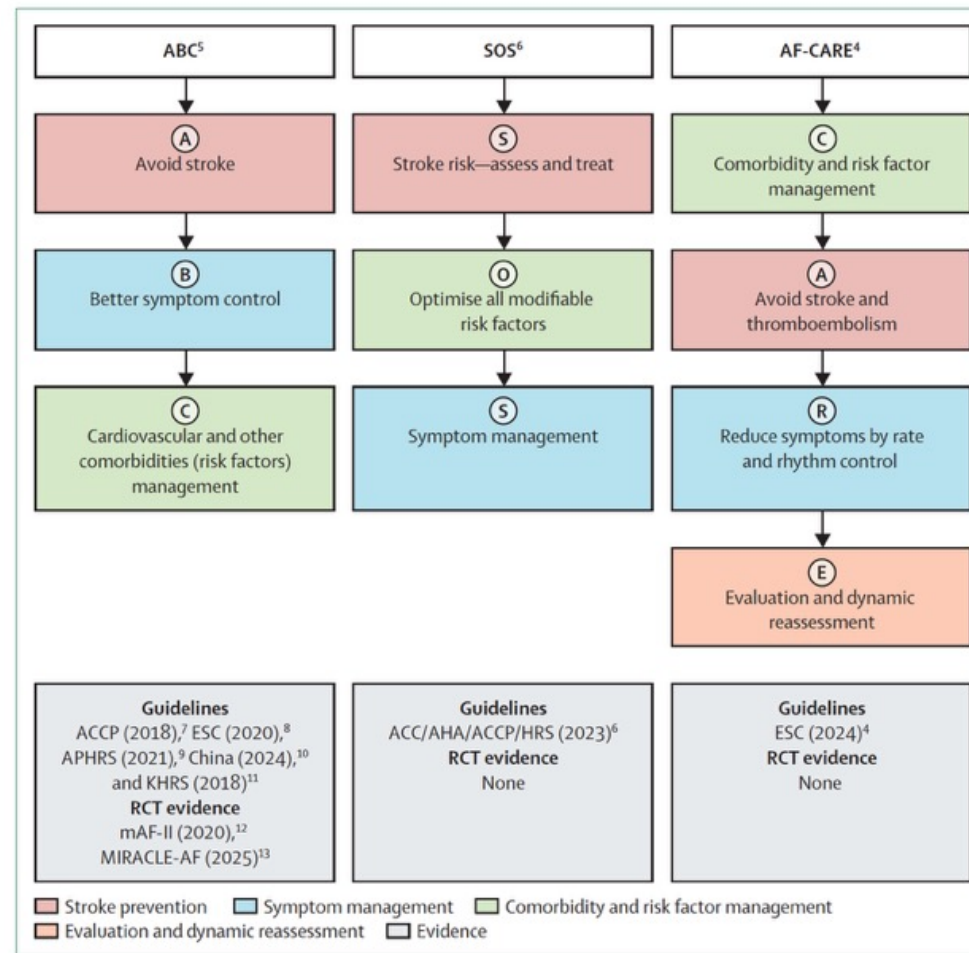 ABC⁵
A
Avoid stroke
B
Better symptom control
C
Cardiovascular and other
comorbidities (risk factors)
management
SOS⁶
S
Stroke risk—assess and treat
O
Optimise all modifiable
risk factors
S
Symptom management
AF-CARE⁴
C
Comorbidity and risk factor
management
A
Avoid stroke and
thromboembolism
R
Reduce symptoms by rate
and rhythm control
E
Evaluation and dynamic
reassessment
Guidelines
ACCP (2018),⁷ ESC (2020),⁸
APHRS (2021),⁹ China (2024),¹⁰
and KHRS (2018)¹¹
RCT evidence
mAF-II (2020),¹²
MIRACLE-AF (2025)¹³
Guidelines
ACC/AHA/ACCP/HRS (2023)⁶
RCT evidence
None
Guidelines
ESC (2024)⁴
RCT evidence
None
Stroke prevention Symptom management Comorbidity and risk factor management
Evaluation and dynamic reassessment Evidence